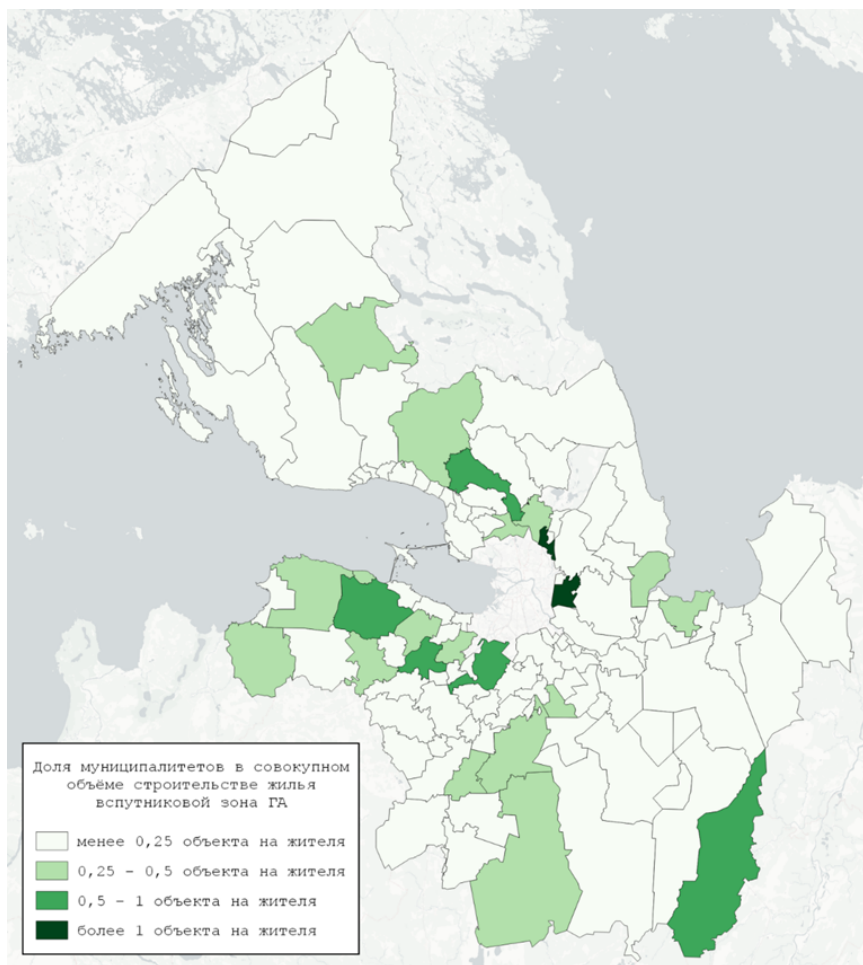 Доля муниципалитетов в совокупном
объёме строительстве жилья
вспутниковой зона ГА
менее 0,25 объекта на жителя
0,25 – 0,5 объекта на жителя
0,5 – 1 объекта на жителя
более 1 объекта на жителя